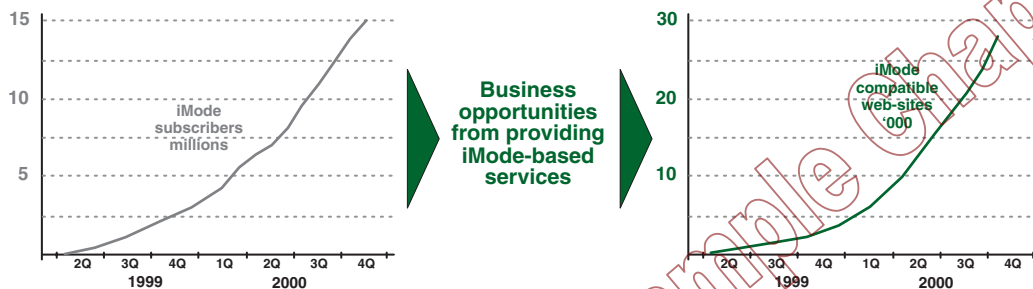 15
10
5
iMode
subscribers
millions
2Q 3Q 4Q 1Q 2Q 3Q 4Q
1999 2000
Business
opportunities
from providing
iMode-based
services
30
20
10
iMode
compatible
web-sites
‘000
2Q 3Q 4Q 1Q 2Q 3Q 4Q
1999 2000
mple Chap